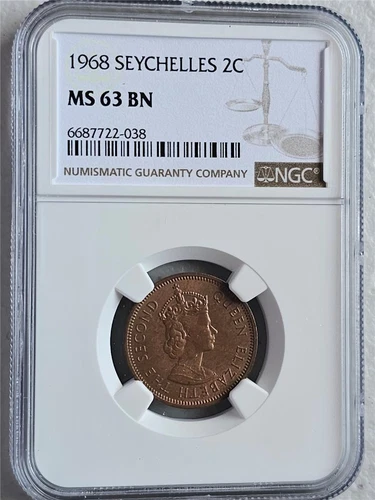 1968 SEYCHELLES 2C
MS 63 BN
6687722-038
NUMISMATIC GUARANTY COMPANY
NGC®
QUEEN ELIZABETH
THE SECOND